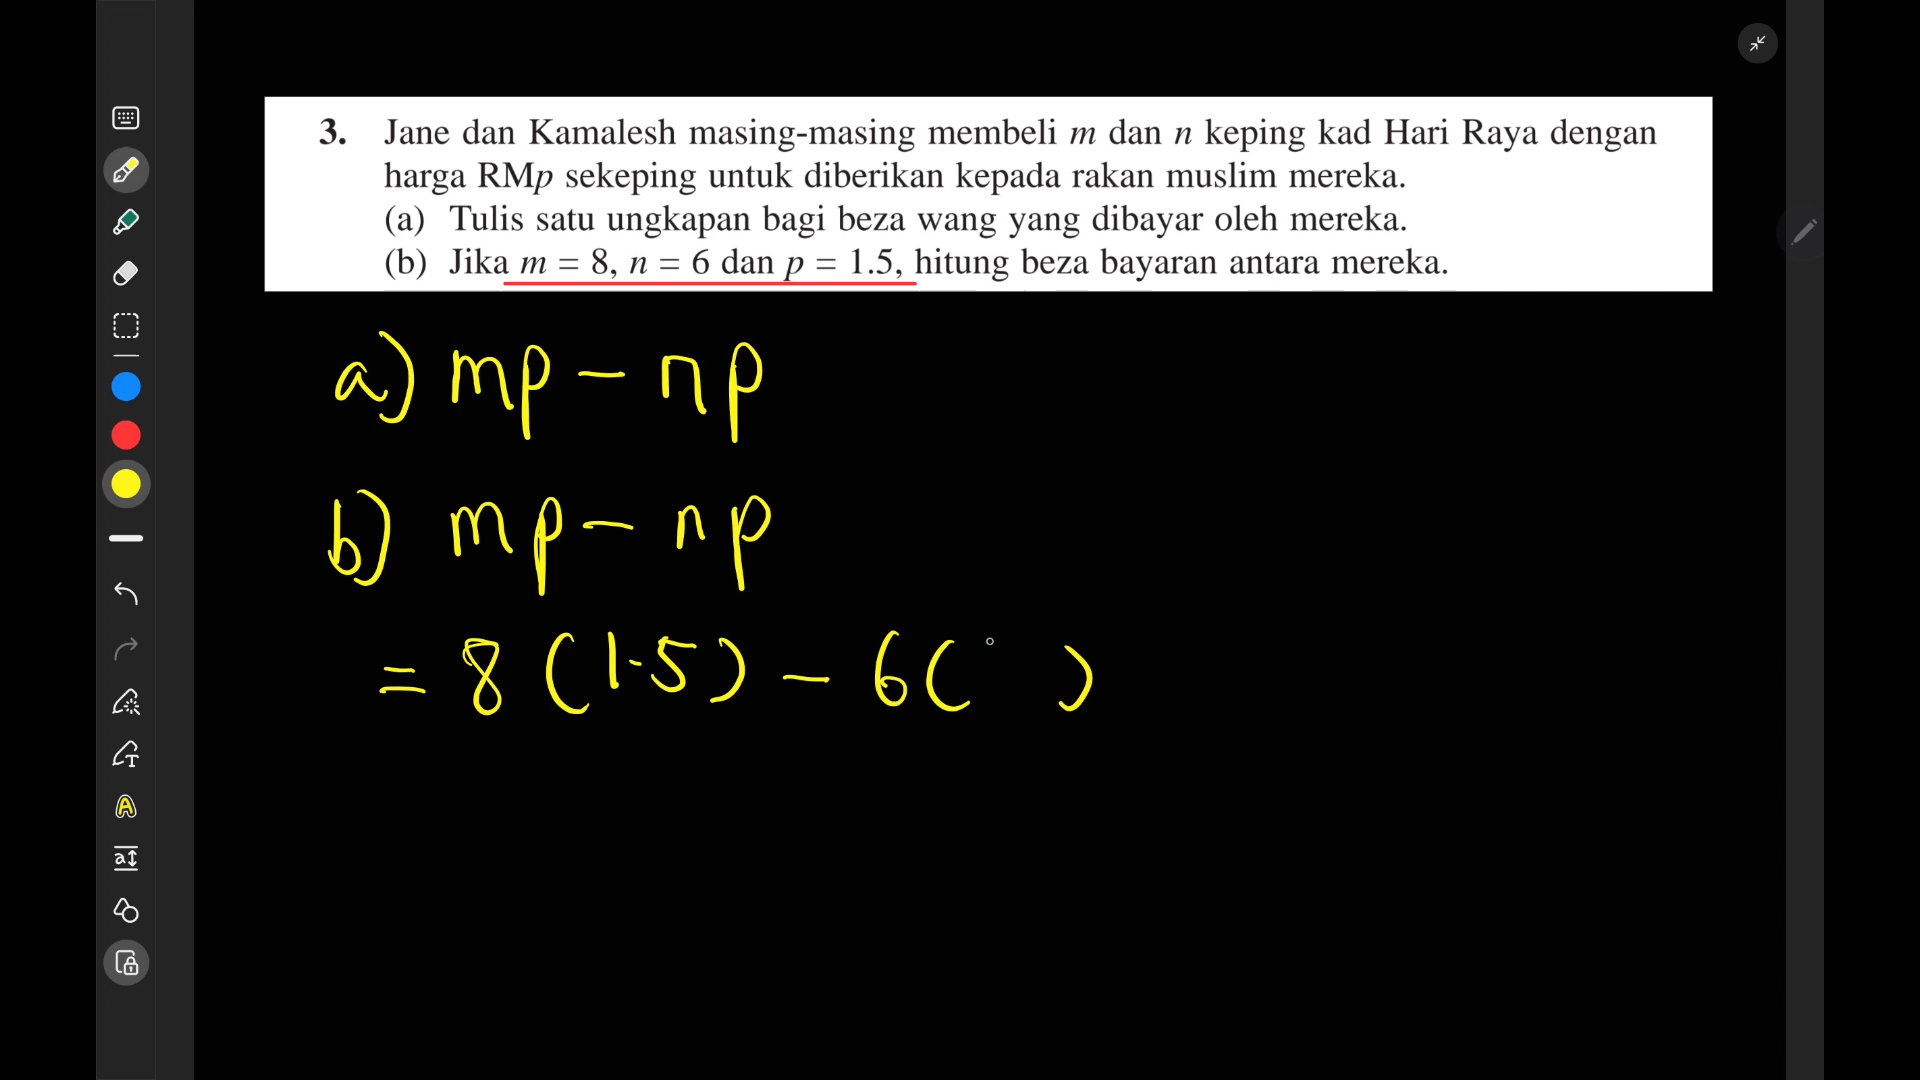 3. Jane dan Kamalesh masing-masing membeli m dan n keping kad Hari Raya dengan
harga RMp sekeping untuk diberikan kepada rakan muslim mereka.
(a) Tulis satu ungkapan bagi beza wang yang dibayar oleh mereka.
(b) Jika m = 8, n = 6 dan p = 1.5, hitung beza bayaran antara mereka.
a) mp - np
b) mp - np
= 8 (1.5) - 6( )